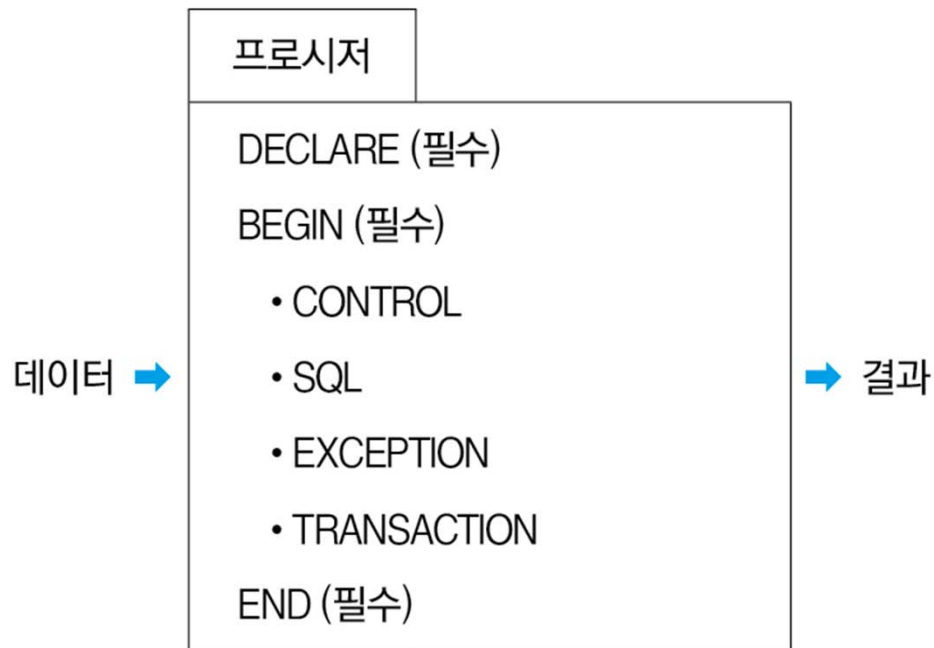 프로시저
DECLARE (필수)
BEGIN (필수)
• CONTROL
데이터 ➡ • SQL ➡ 결과
• EXCEPTION
• TRANSACTION
END (필수)